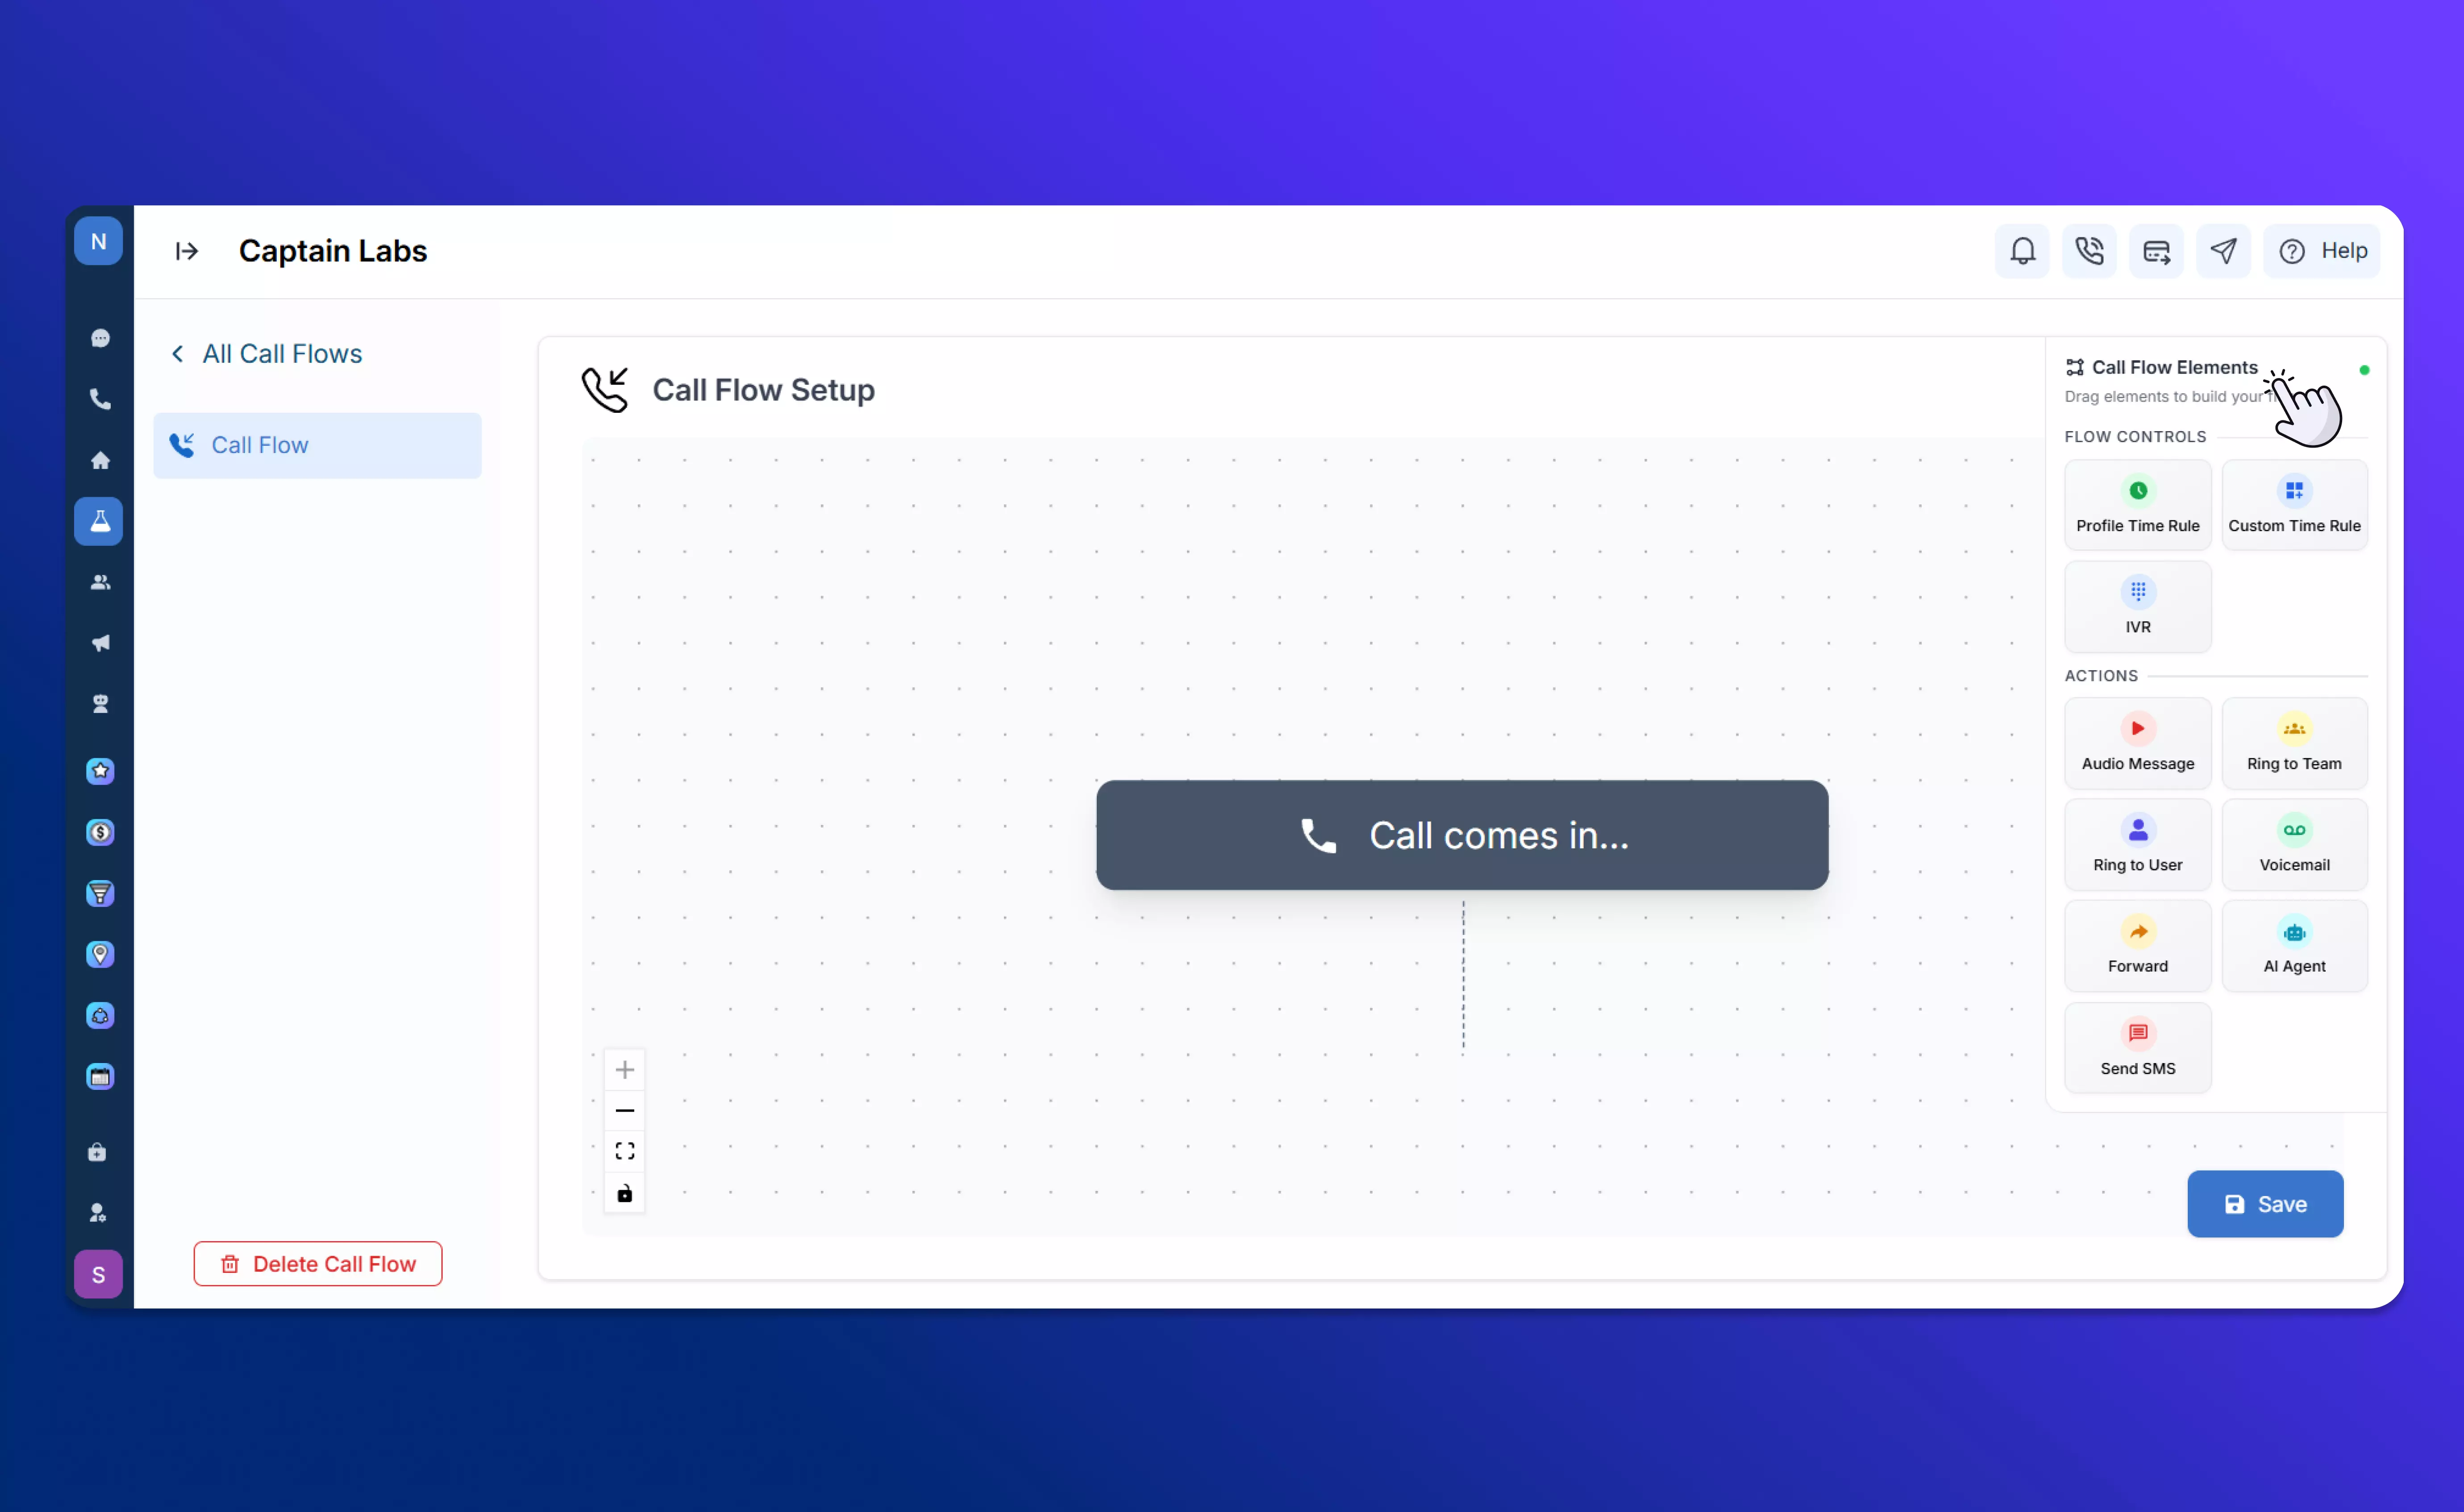 N
Captain Labs
Help
All Call Flows
Call Flow
Delete Call Flow
S
Call Flow Setup
Call comes in...
Call Flow Elements
Drag elements to build your
FLOW CONTROLS
Profile Time Rule
Custom Time Rule
IVR
ACTIONS
Audio Message
Ring to Team
Ring to User
Voicemail
Forward
AI Agent
Send SMS
Save